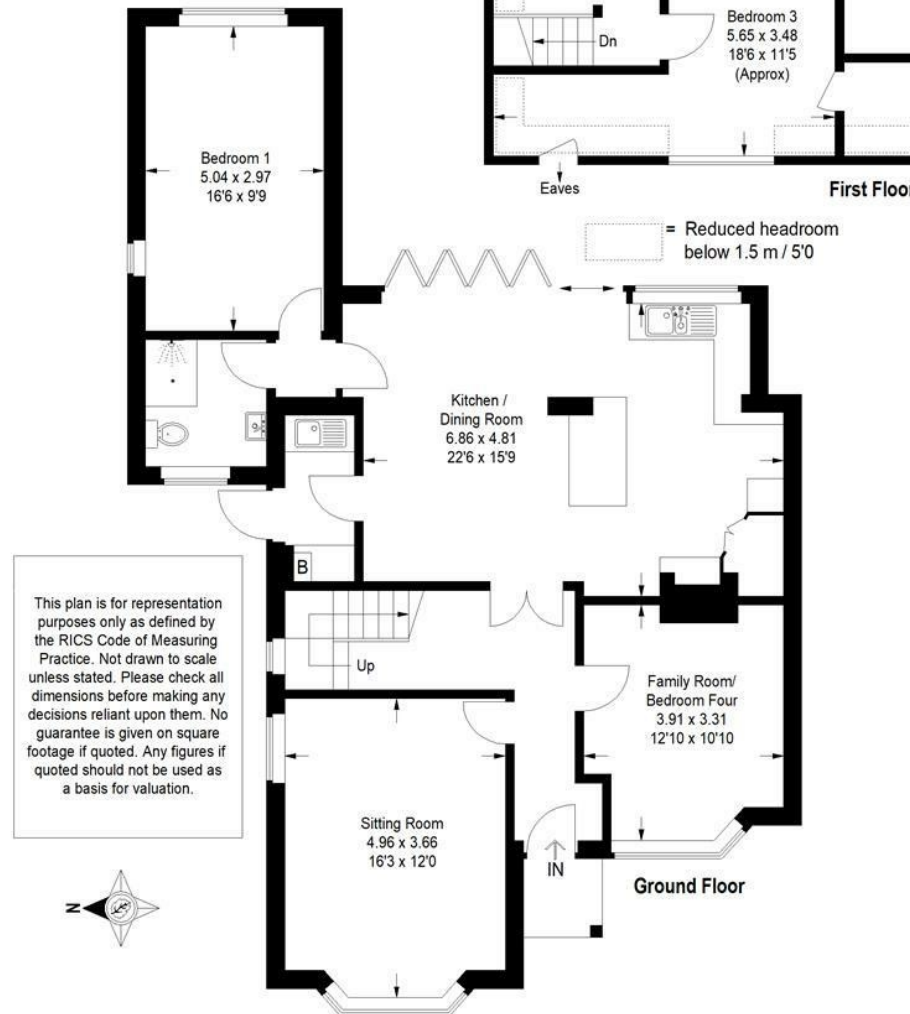 Bedroom 3
5.65 x 3.48
18'6 x 11'5
(Approx)
Dn
Eaves
First Floor
= Reduced headroom
below 1.5 m / 5'0
Bedroom 1
5.04 x 2.97
16'6 x 9'9
Kitchen /
Dining Room
6.86 x 4.81
22'6 x 15'9
B
Up
This plan is for representation
purposes only as defined by
the RICS Code of Measuring
Practice. Not drawn to scale
unless stated. Please check all
dimensions before making any
decisions reliant upon them. No
guarantee is given on square
footage if quoted. Any figures if
quoted should not be used as
a basis for valuation.
Family Room/
Bedroom Four
3.91 x 3.31
12'10 x 10'10
Sitting Room
4.96 x 3.66
16'3 x 12'0
IN
Ground Floor
N